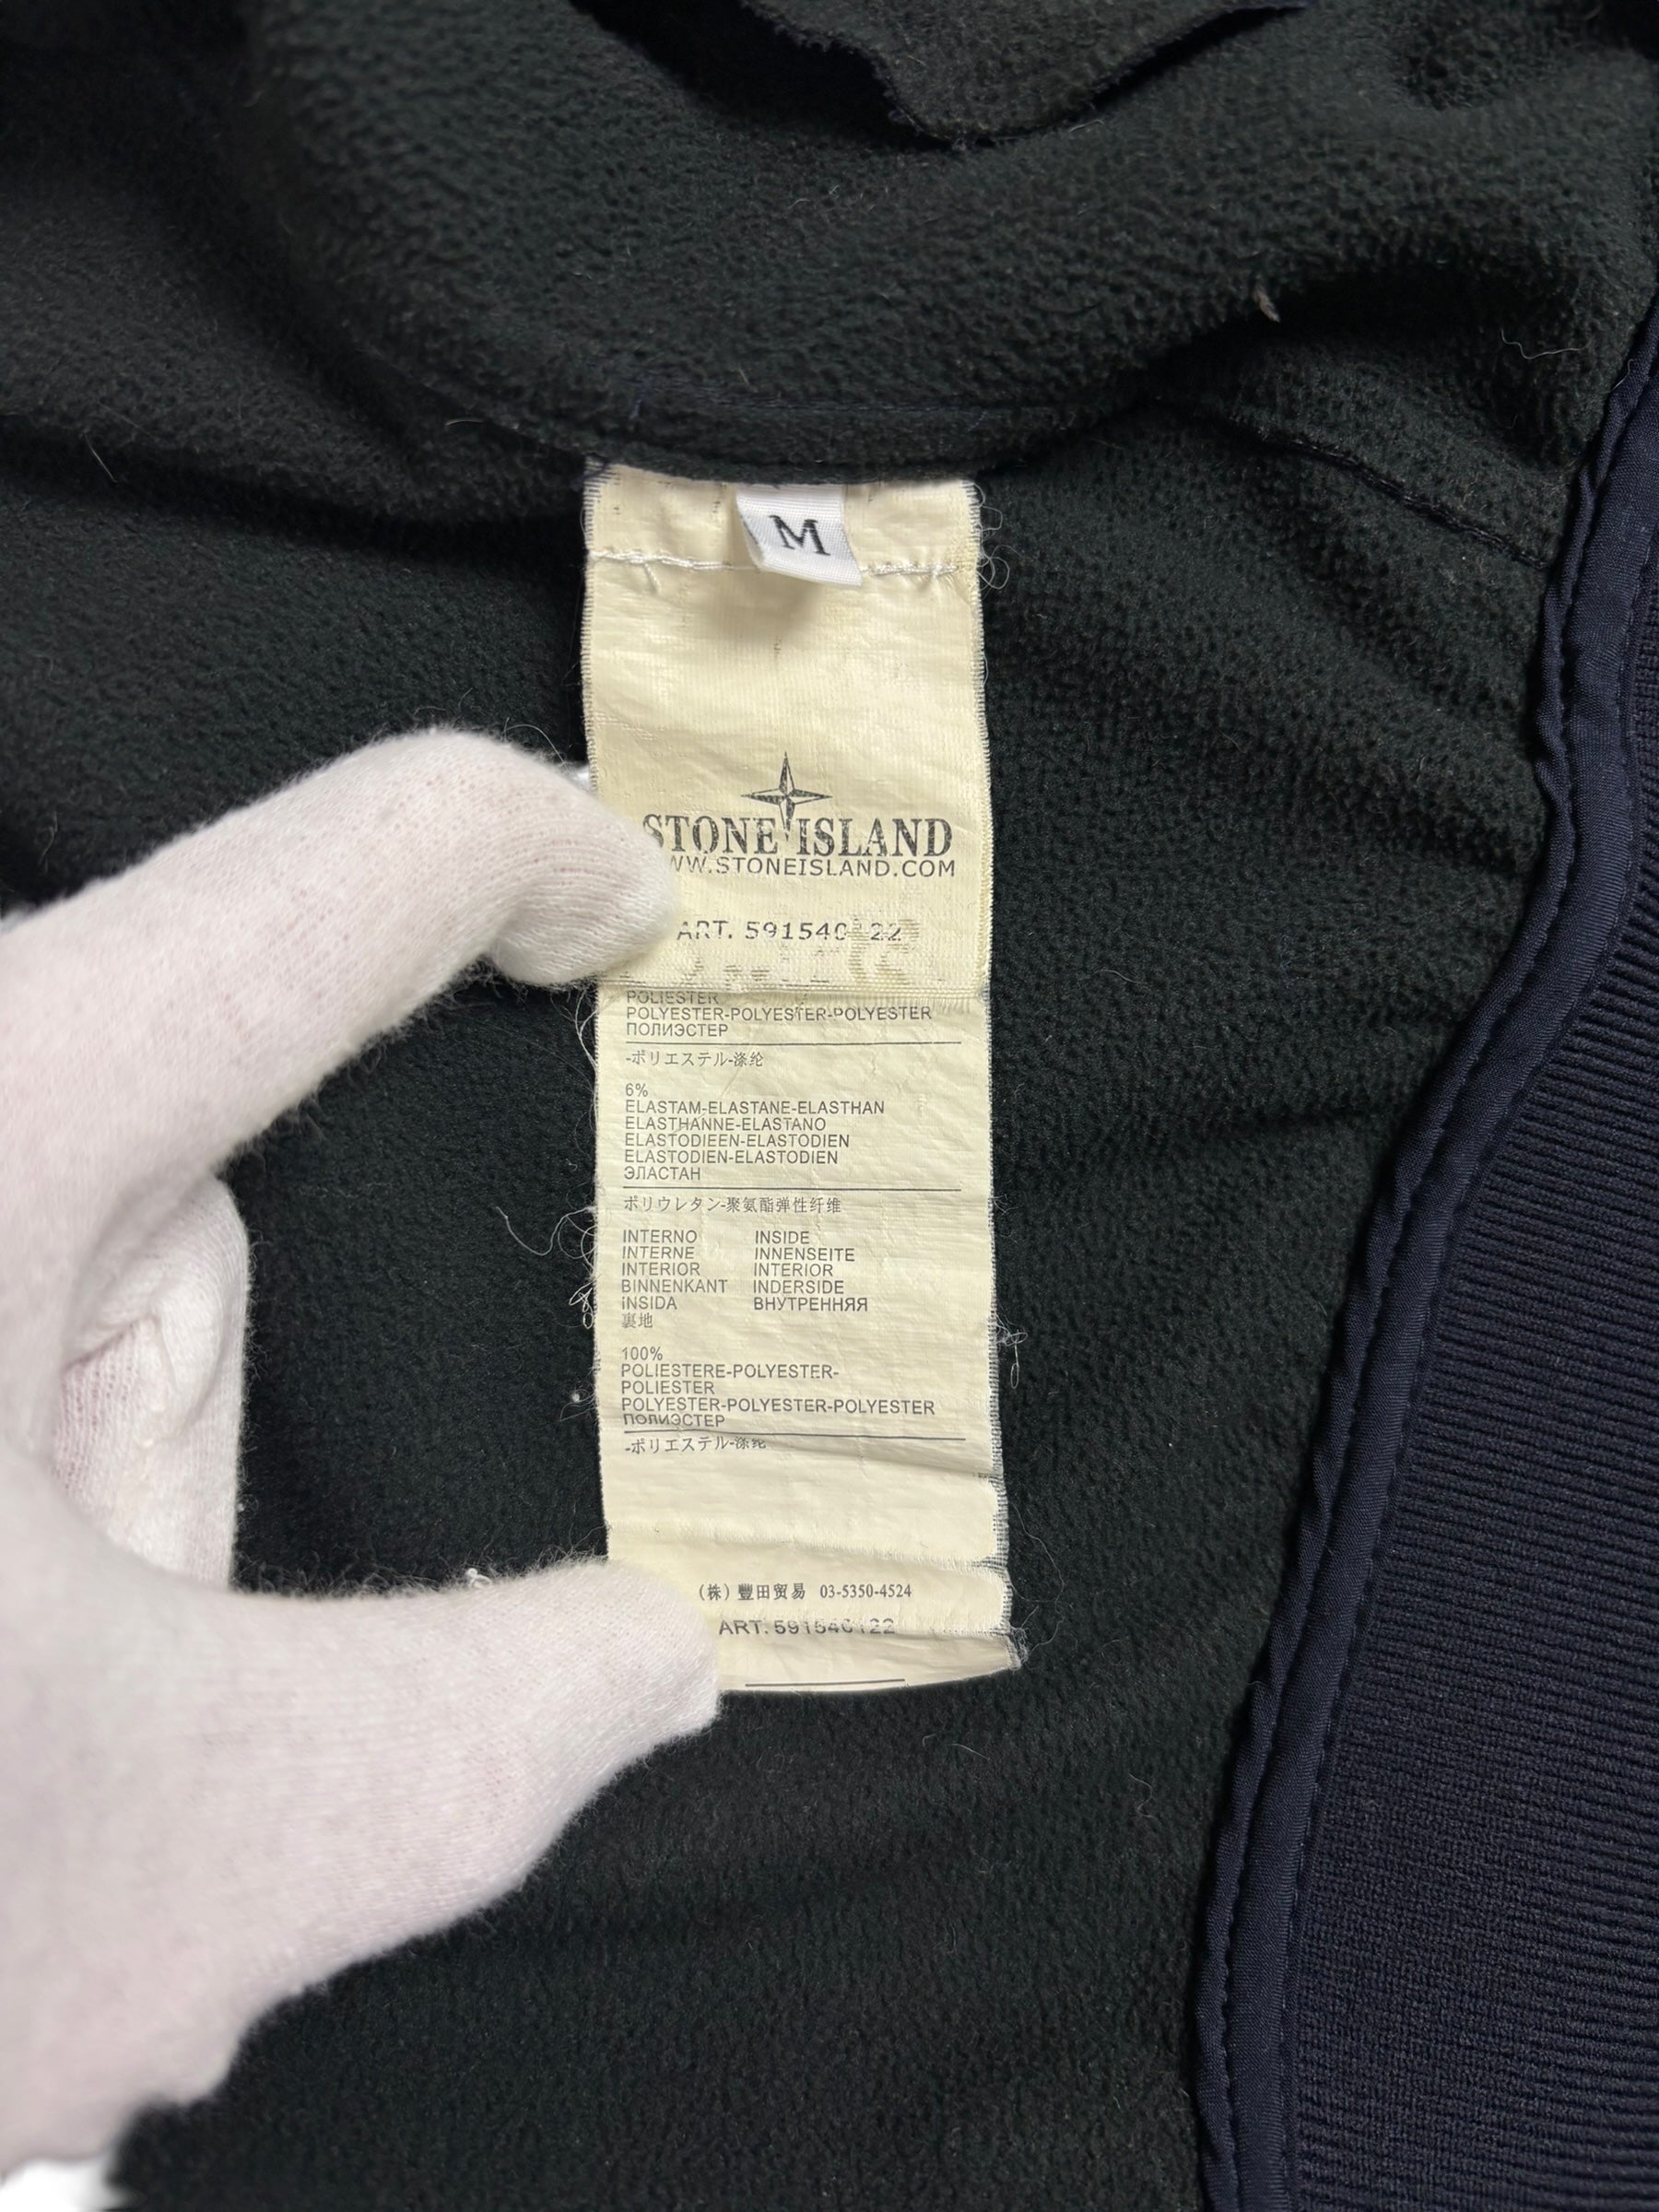 M
STONE ISLAND
WWW.STONEISLAND.COM
ART. 591540122
POLIESTER
POLYESTER-POLYESTER-POLYESTER
ПОЛИЭСТЕР
-ポリエステル-涤纶
6%
ELASTAM-ELASTANE-ELASTHAN
ELASTHANNE-ELASTANO
ELASTODIEEN-ELASTODIEN
ELASTODIEN-ELASTODIEN
ЭЛАСТАН
ポリウレタン-聚氨酯弹性纤维
INTERNO INSIDE
INTERNE INNENSEITE
INTERIOR INTERIOR
BINNENKANT INDERSIDE
INSIDA ВНУТРЕННЯЯ
裏地
100%
POLIESTERE-POLYESTER-
POLIESTER
POLYESTER-POLYESTER-POLYESTER
ПОЛИЭСТЕР
-ポリエステル-涤纶
(株) 豐田贸易 03-5350-4524
ART. 591540122